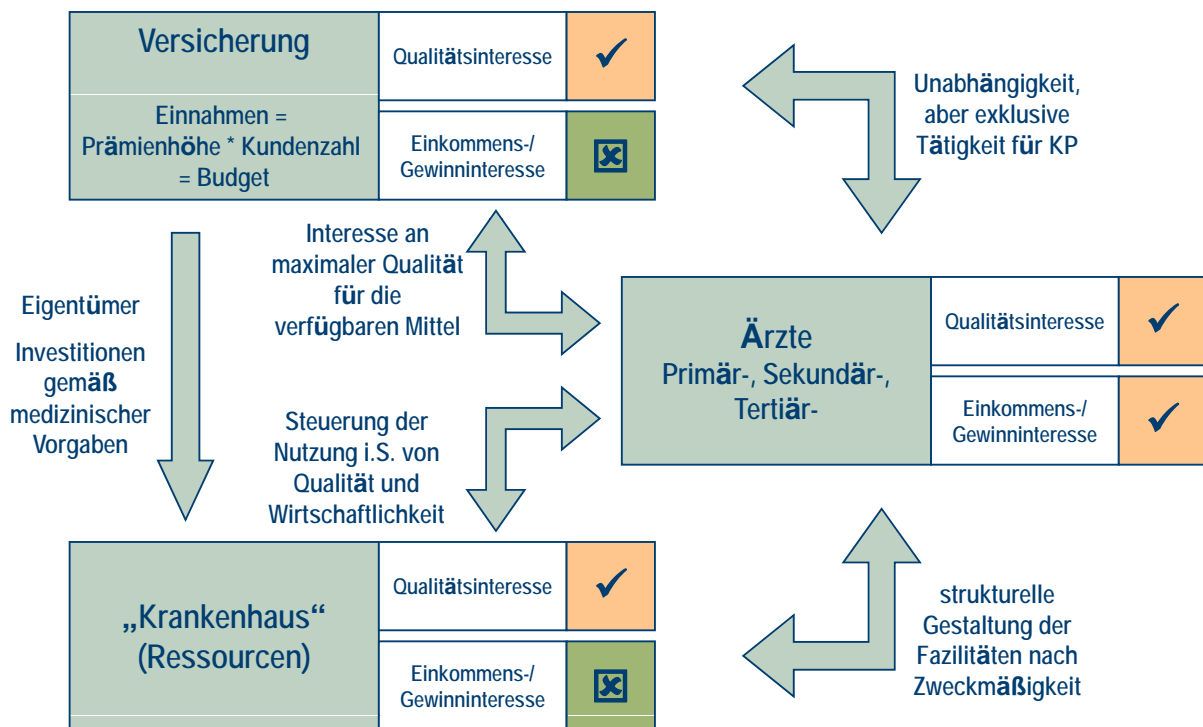 Versicherung
Einnahmen =
Prämienhöhe * Kundenzahl
= Budget
Qualitätsinteresse
✓
Einkommens-/
Gewinninteresse
Unabhängigkeit,
aber exklusive
Tätigkeit für KP
Eigentümer
Investitionen
gemäß
medizinischer
Vorgaben
Interesse an
maximaler Qualität
für die
verfügbaren Mittel
Steuerung der
Nutzung i.S. von
Qualität und
Wirtschaftlichkeit
Ärzte
Primär-, Sekundär-,
Tertiär-
Qualitätsinteresse
✓
Einkommens-/
Gewinninteresse
✓
„Krankenhaus“
(Ressourcen)
Qualitätsinteresse
✓
Einkommens-/
Gewinninteresse
strukturelle
Gestaltung der
Fazilitäten nach
Zweckmäßigkeit